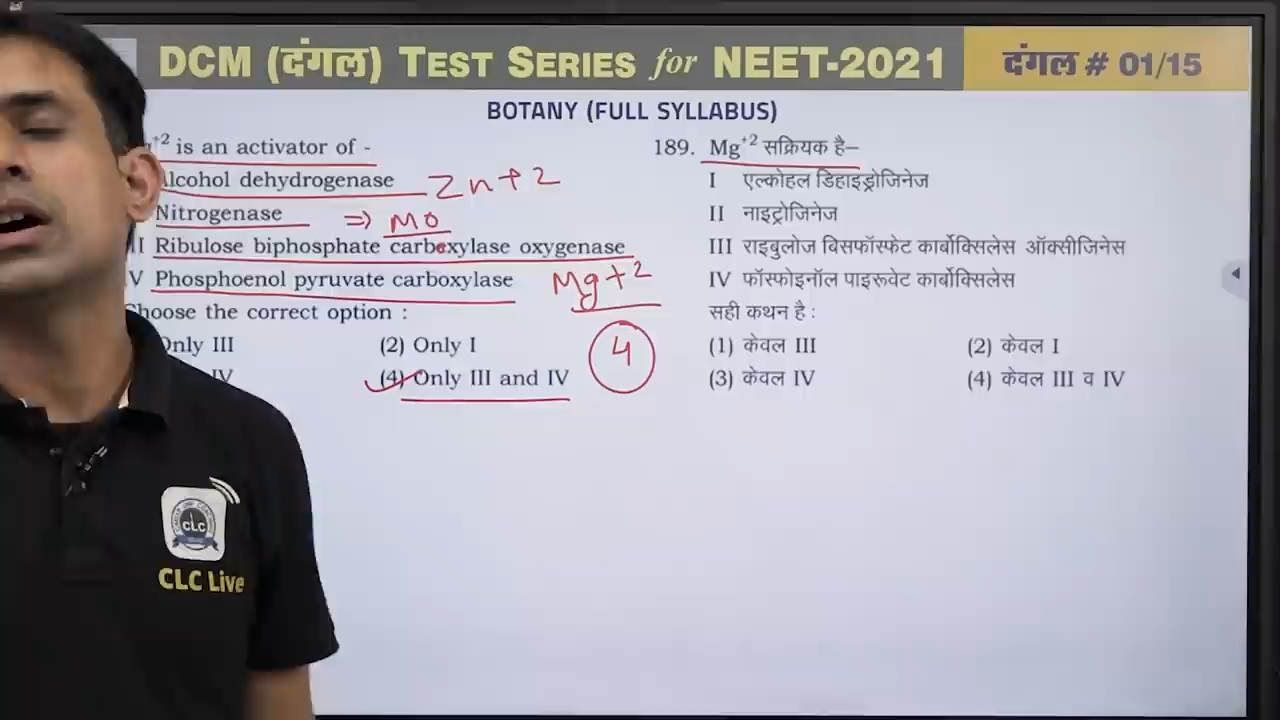 DCM (दंगल) TEST SERIES for NEET-2021
दंगल # 01/15
BOTANY (FULL SYLLABUS)
+2 is an activator of -
Alcohol dehydrogenase Zn+2
Nitrogenase ⇒ Mo
I Ribulose biphosphate carboxylase oxygenase
V Phosphoenol pyruvate carboxylase Mg+2
Choose the correct option :
Only III (2) Only I
IV (4) Only III and IV
4
189. Mg+2 सक्रियक है–
I एल्कोहल डिहाइड्रोजिनेज
II नाइट्रोजिनेज
III राइबुलोज बिसफॉस्फेट कार्बोक्सिलेस ऑक्सीजिनेस
IV फॉस्फोइनॉल पाइरूवेट कार्बोक्सिलेस
सही कथन है :
(1) केवल III (2) केवल I
(3) केवल IV (4) केवल III व IV
CLC
CLC Live